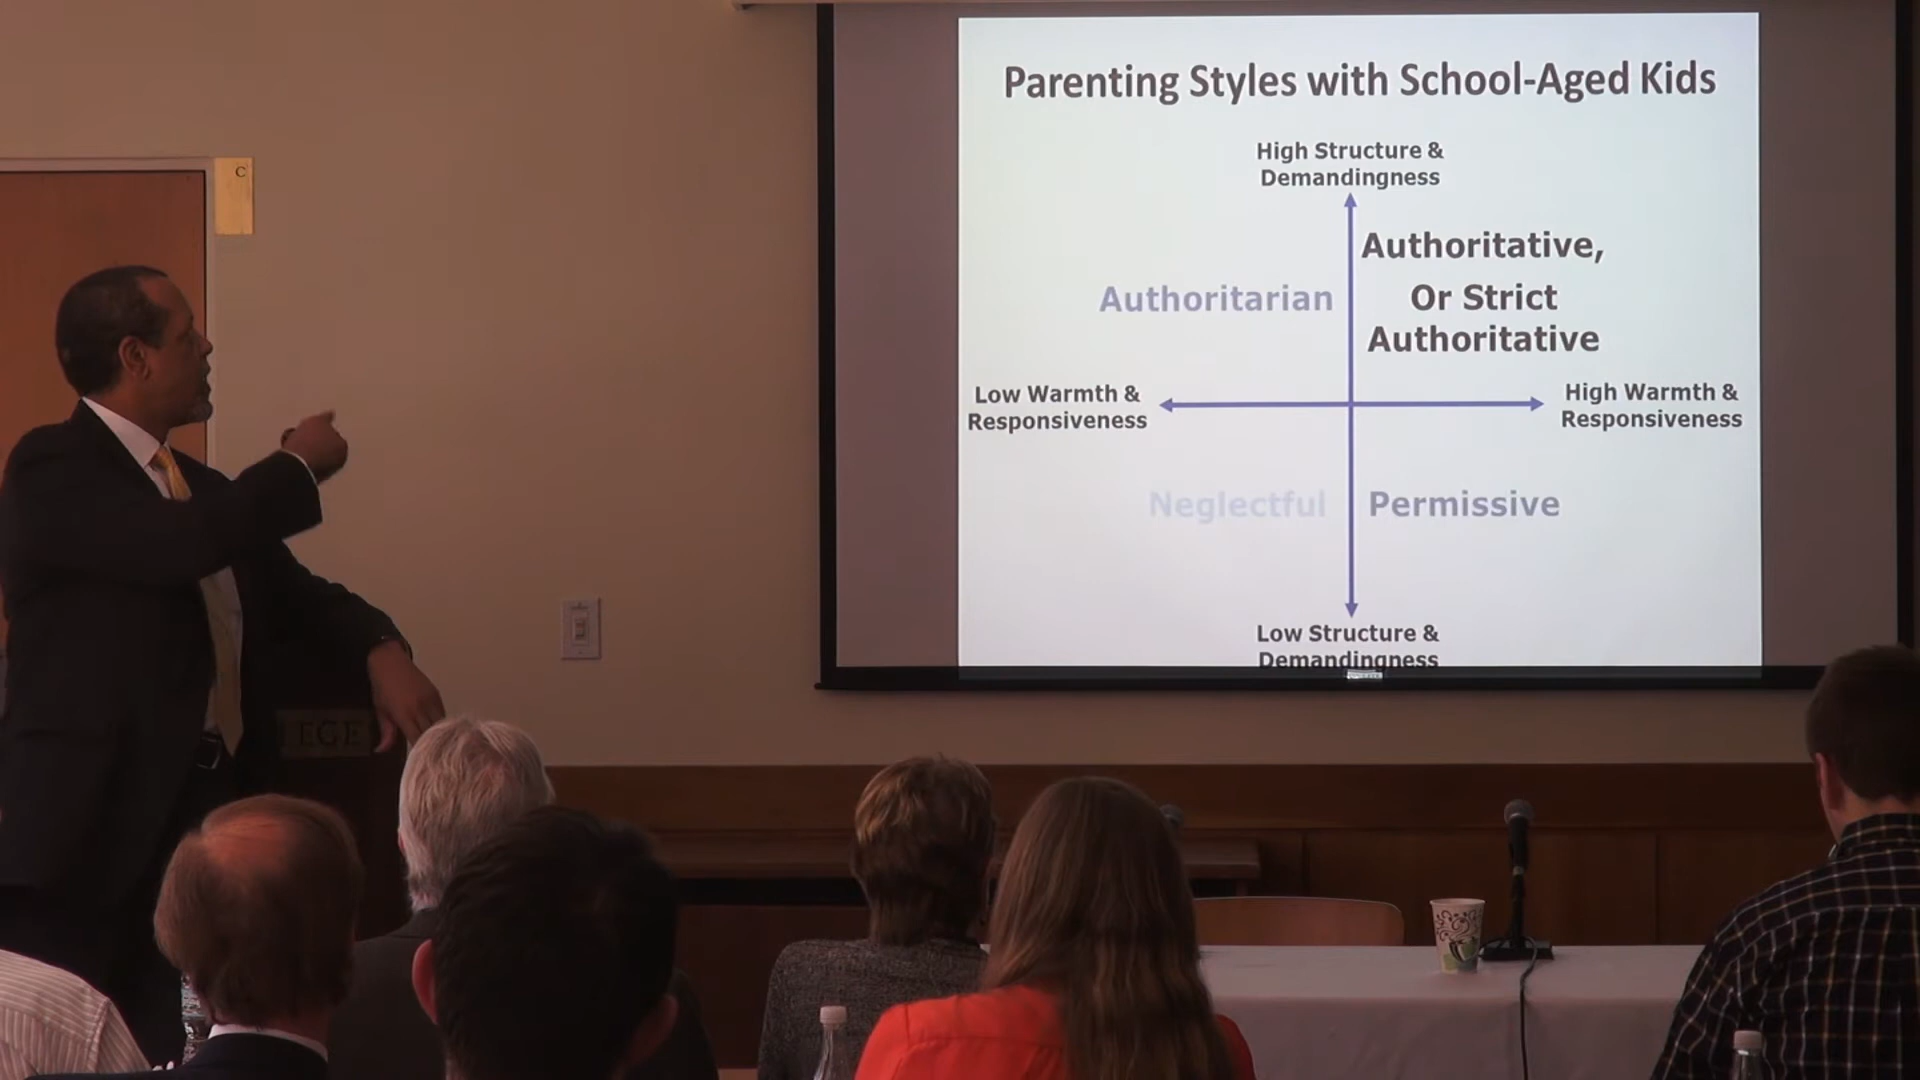 Parenting Styles with School-Aged Kids
High Structure &
Demandingness
Authoritative,
Authoritarian
Or Strict
Authoritative
Low Warmth &
Responsiveness
High Warmth &
Responsiveness
Neglectful
Permissive
Low Structure &
Demandingness
C
EGE